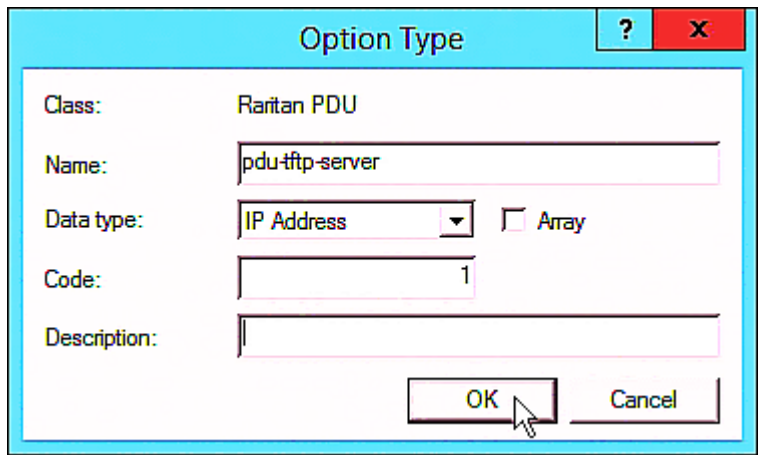 Option Type
? x
Class: Raritan PDU
Name: pdu-tftp-server
Data type: IP Address Array
Code: 1
Description:
OK Cancel